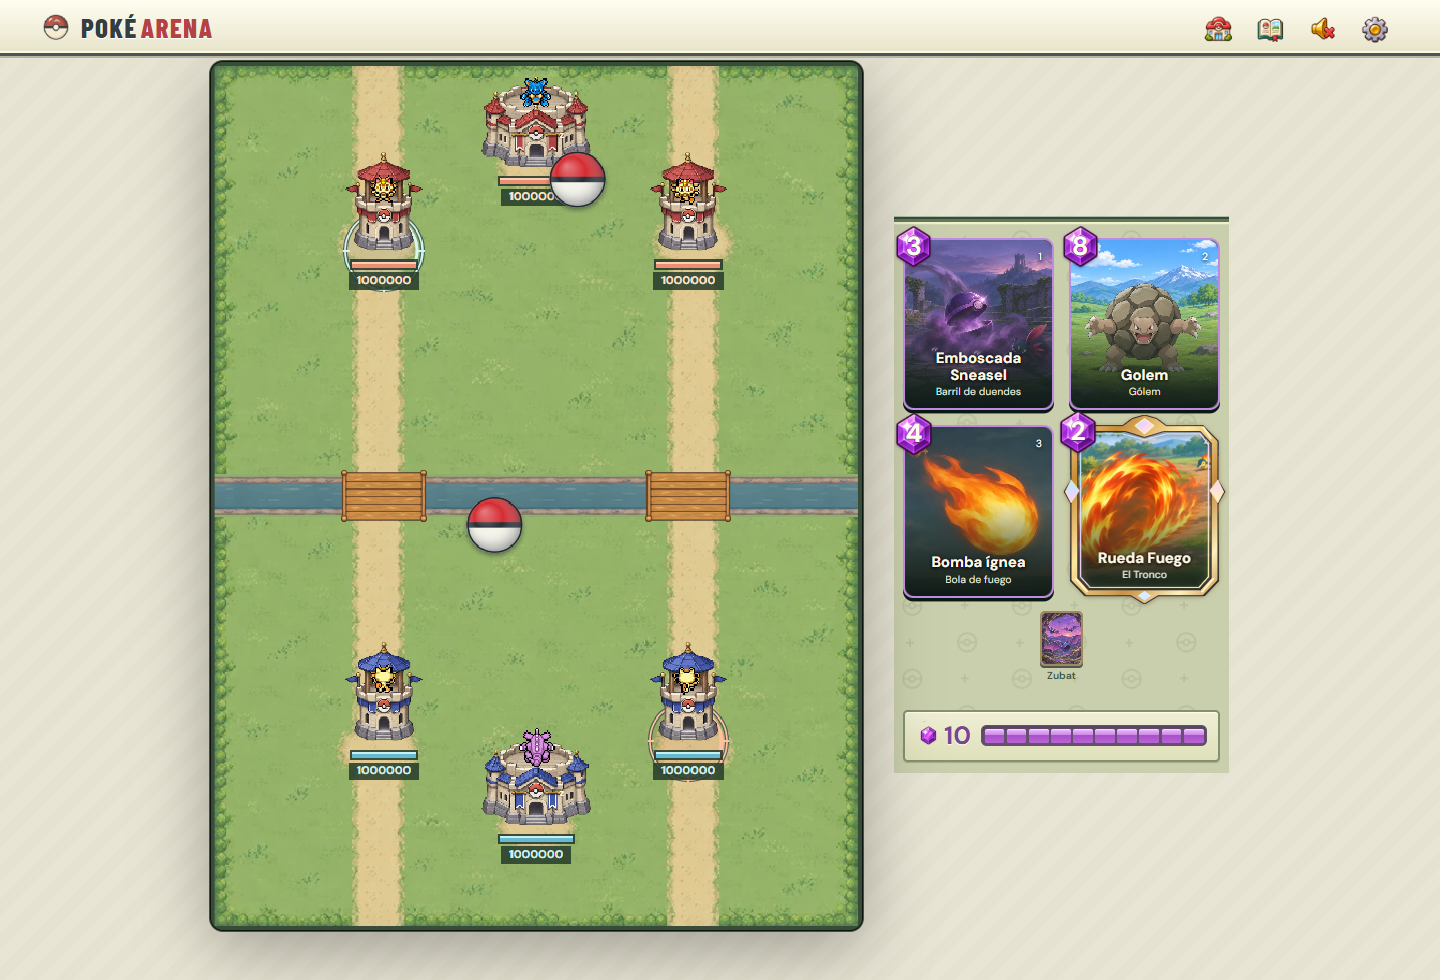 POKÉ ARENA
100000
1000000
1000000
1000000
1000000
1000000
3
1
Emboscada
Sneasel
Barril de duendes
8
2
Golem
Gólem
4
3
Bomba ígnea
Bola de fuego
2
Rueda Fuego
El Tronco
Zubat
10